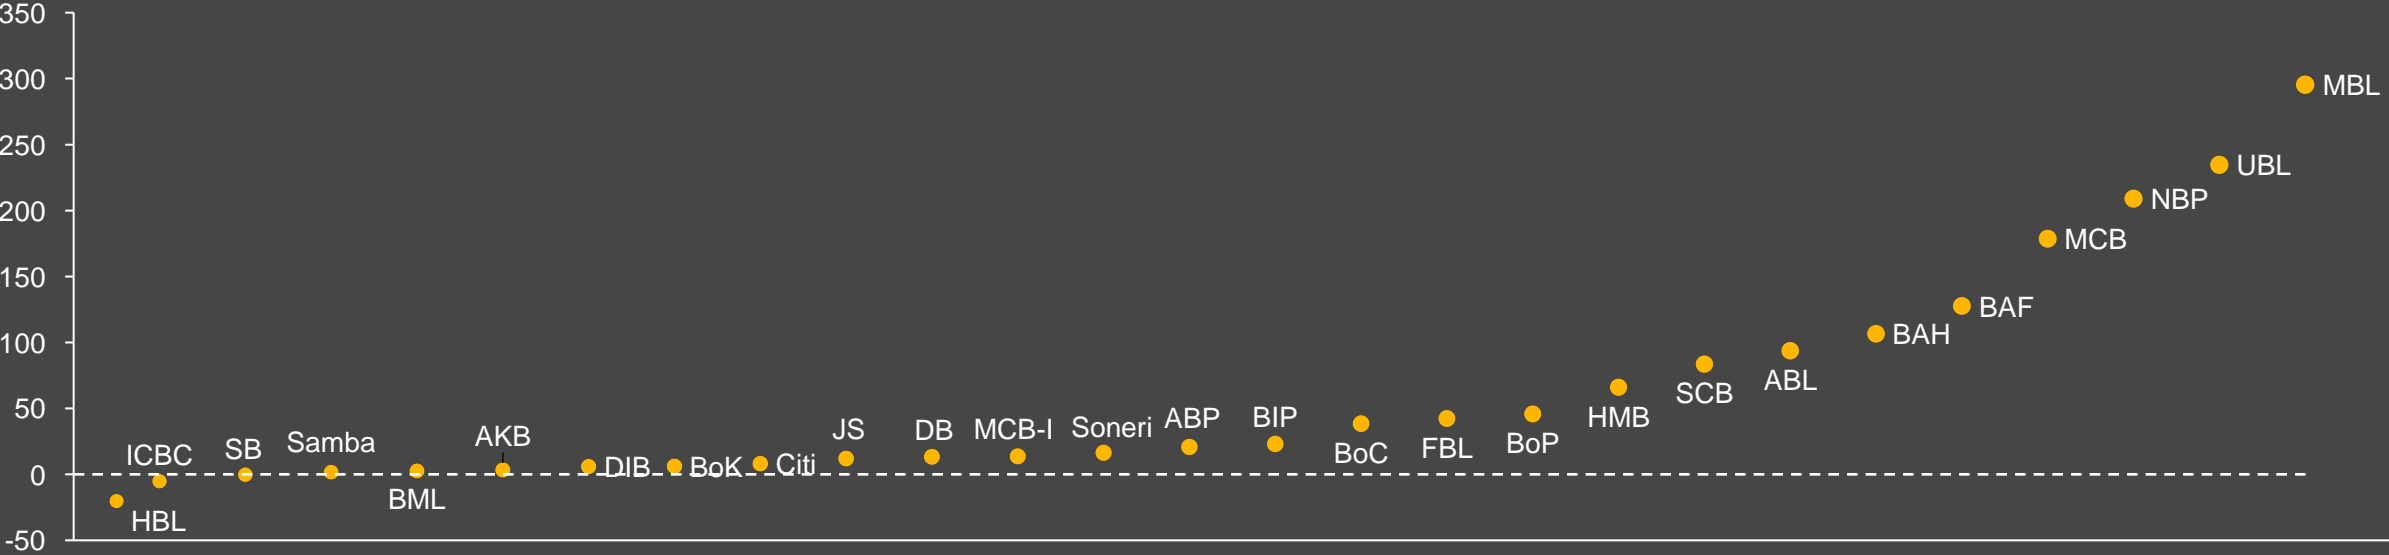 350
300
250
200
150
100
50
0
-50
HBL
ICBC
SB
Samba
BML
AKB
DIB
BoK
Citi
JS
DB
MCB-I
Soneri
ABP
BIP
BoC
FBL
BoP
HMB
SCB
ABL
BAH
BAF
MCB
NBP
UBL
MBL